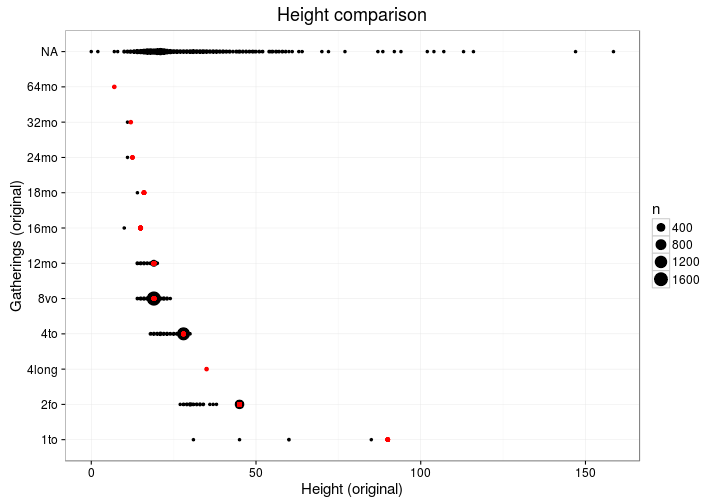 Height comparison
Gatherings (original)
NA
64mo
32mo
24mo
18mo
16mo
12mo
8vo
4to
4long
2fo
1to
0 50 100 150
Height (original)
n
400
800
1200
1600